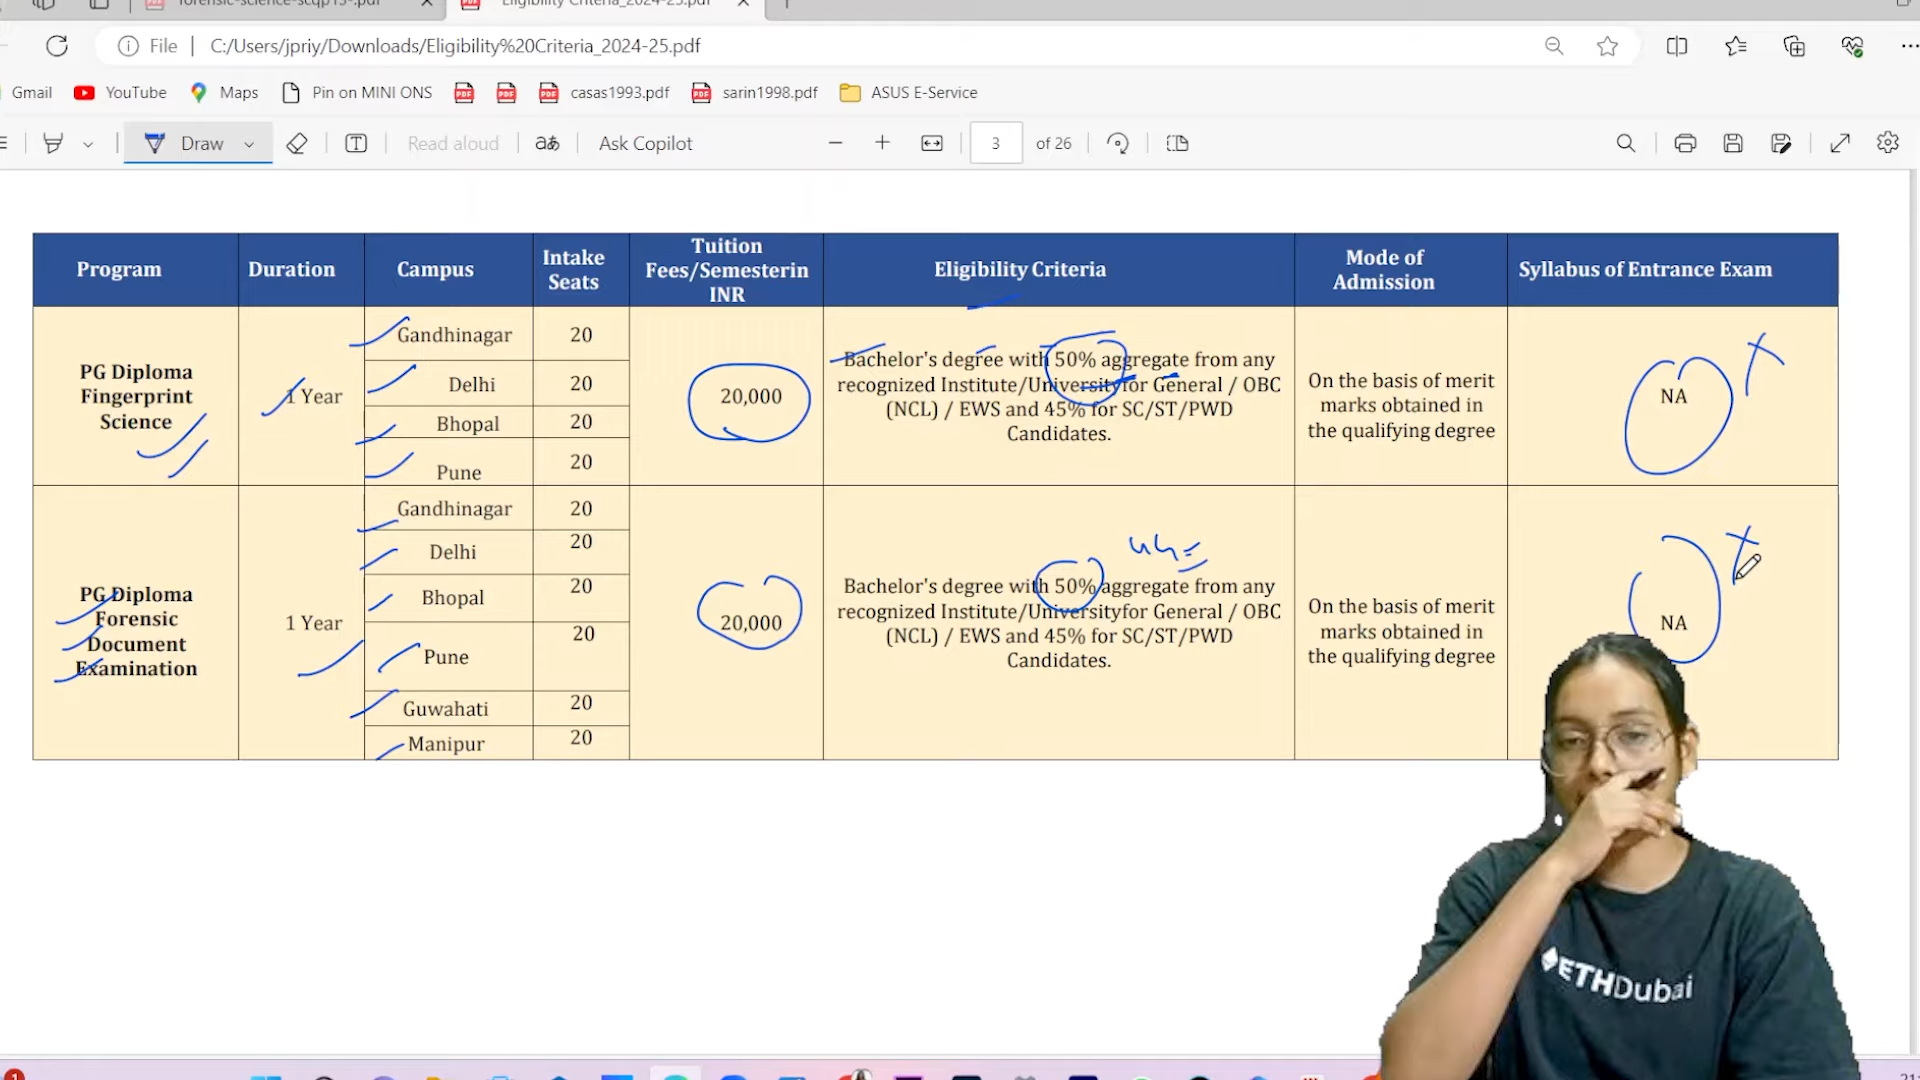 forensic-science-scqp15-.pdf
Eligibility Criteria_2024-25.pdf
File
C:/Users/jpriy/Downloads/Eligibility%20Criteria_2024-25.pdf
Gmail
YouTube
Maps
Pin on MINI ONS
casas1993.pdf
sarin1998.pdf
ASUS E-Service
Draw
Read aloud
Ask Copilot
3
of 26
Program
Duration
Campus
Intake
Seats
Tuition
Fees/Semesterin
INR
Eligibility Criteria
Mode of
Admission
Syllabus of Entrance Exam
PG Diploma
Fingerprint
Science
1 Year
Gandhinagar
20
Delhi
20
Bhopal
20
Pune
20
20,000
Bachelor's degree with 50% aggregate from any
recognized Institute/Universityfor General / OBC
(NCL) / EWS and 45% for SC/ST/PWD
Candidates.
On the basis of merit
marks obtained in
the qualifying degree
NA
PG Diploma
Forensic
Document
Examination
1 Year
Gandhinagar
20
Delhi
20
Bhopal
20
Pune
20
Guwahati
20
Manipur
20
20,000
Bachelor's degree with 50% aggregate from any
recognized Institute/Universityfor General / OBC
(NCL) / EWS and 45% for SC/ST/PWD
Candidates.
On the basis of merit
marks obtained in
the qualifying degree
NA
ETHDubai